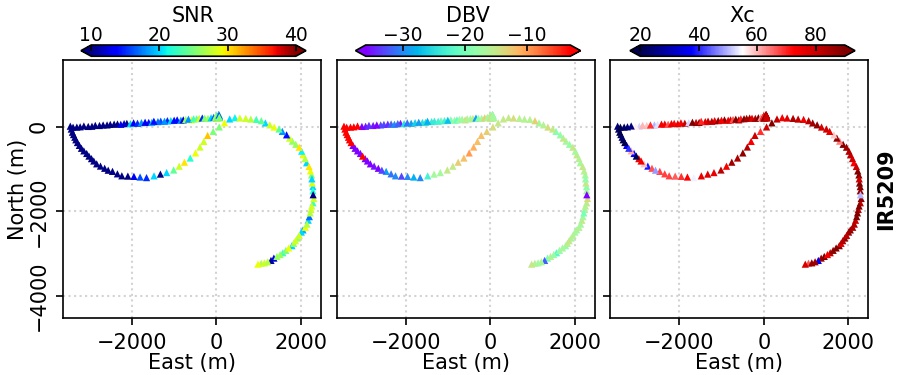 SNR DBV Xc
10 20 30 40 −30 −20 −10 20 40 60 80
North (m)
0
−2000
−4000
−2000 0 2000 −2000 0 2000 −2000 0 2000
East (m) East (m) East (m)
IR5209